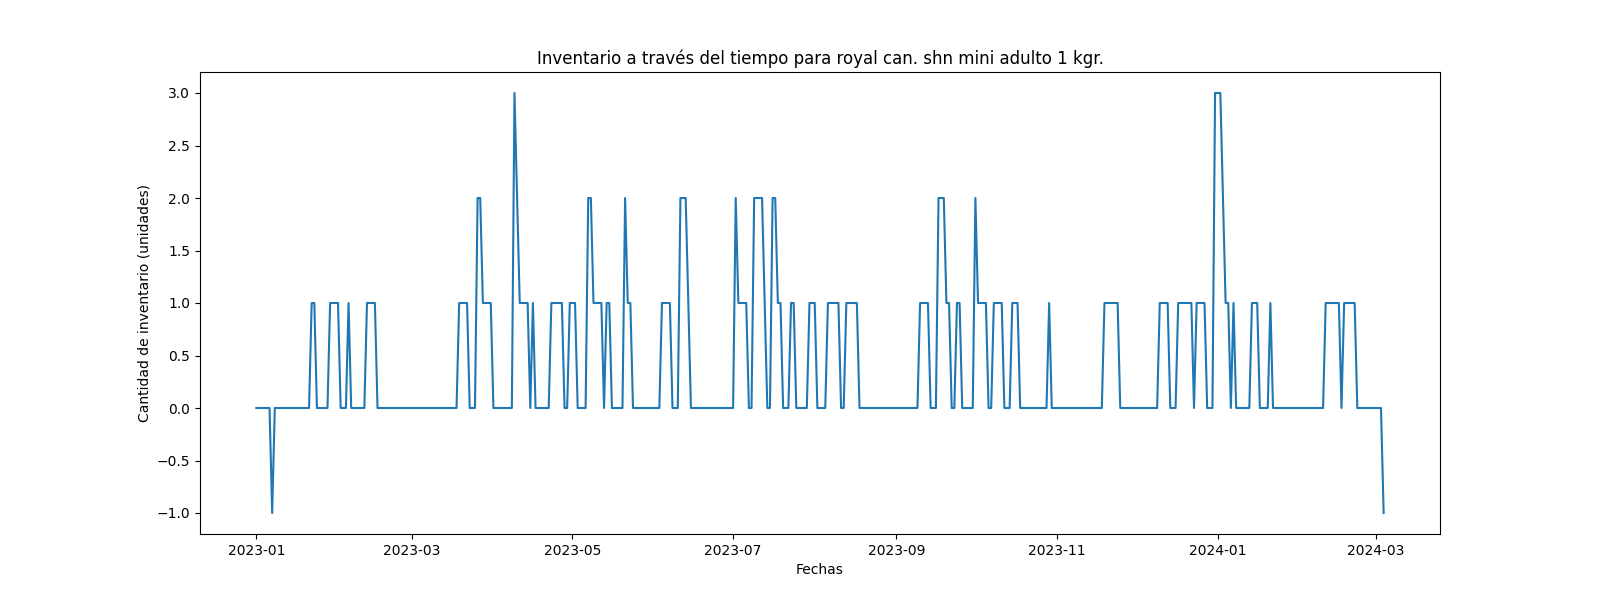 Inventario a través del tiempo para royal can. shn mini adulto 1 kgr.
3.0
2.5
2.0
1.5
1.0
0.5
0.0
−0.5
−1.0
Cantidad de inventario (unidades)
2023-01 2023-03 2023-05 2023-07 2023-09 2023-11 2024-01 2024-03
Fechas